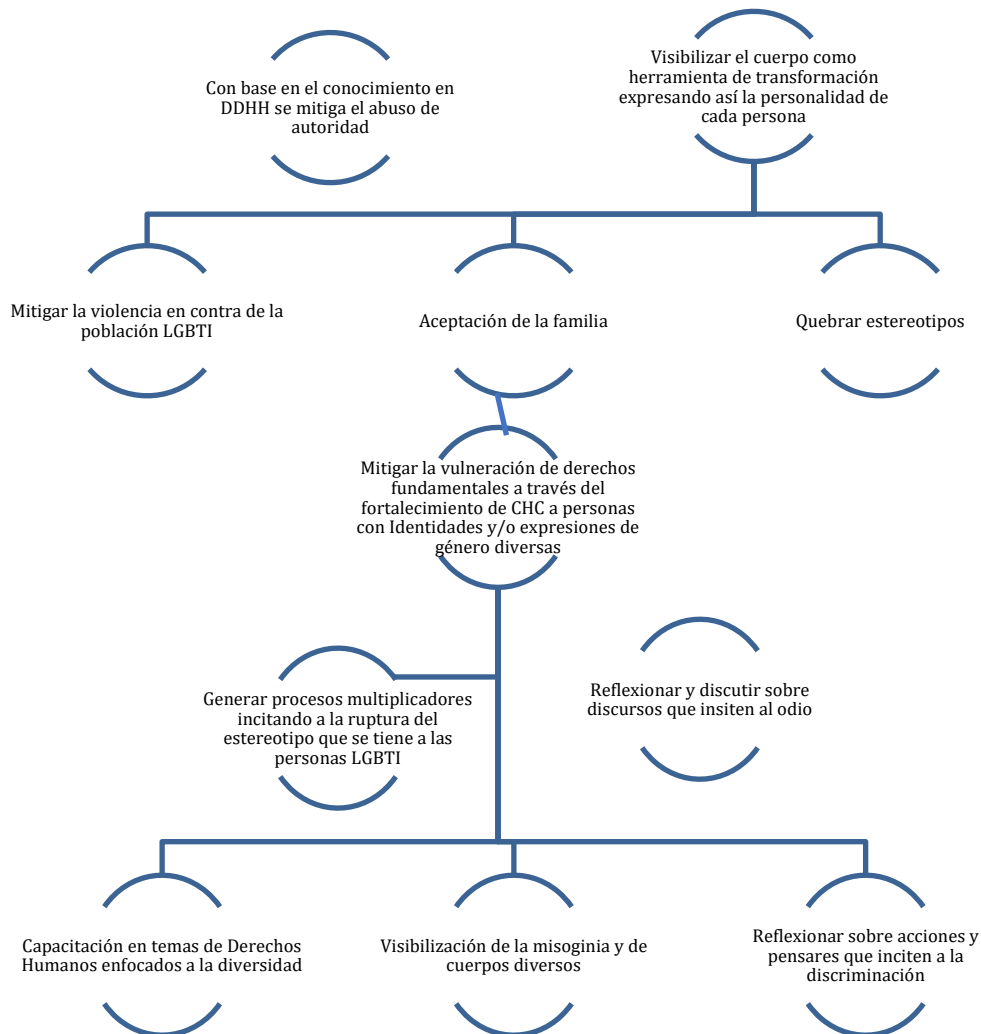 Con base en el conocimiento en
DDHH se mitiga el abuso de
autoridad
Visibilizar el cuerpo como
herramienta de transformación
expresando así la personalidad de
cada persona
Mitigar la violencia en contra de la
población LGBTI
Aceptación de la familia
Quebrar estereotipos
Mitigar la vulneración de derechos
fundamentales a través del
fortalecimiento de CHC a personas
con Identidades y/o expresiones de
género diversas
Generar procesos multiplicadores
incitando a la ruptura del
estereotipo que se tiene a las
personas LGBTI
Reflexionar y discutir sobre
discursos que insiten al odio
Capacitación en temas de Derechos
Humanos enfocados a la diversidad
Visibilización de la misoginia y de
cuerpos diversos
Reflexionar sobre acciones y
pensares que inciten a la
discriminación